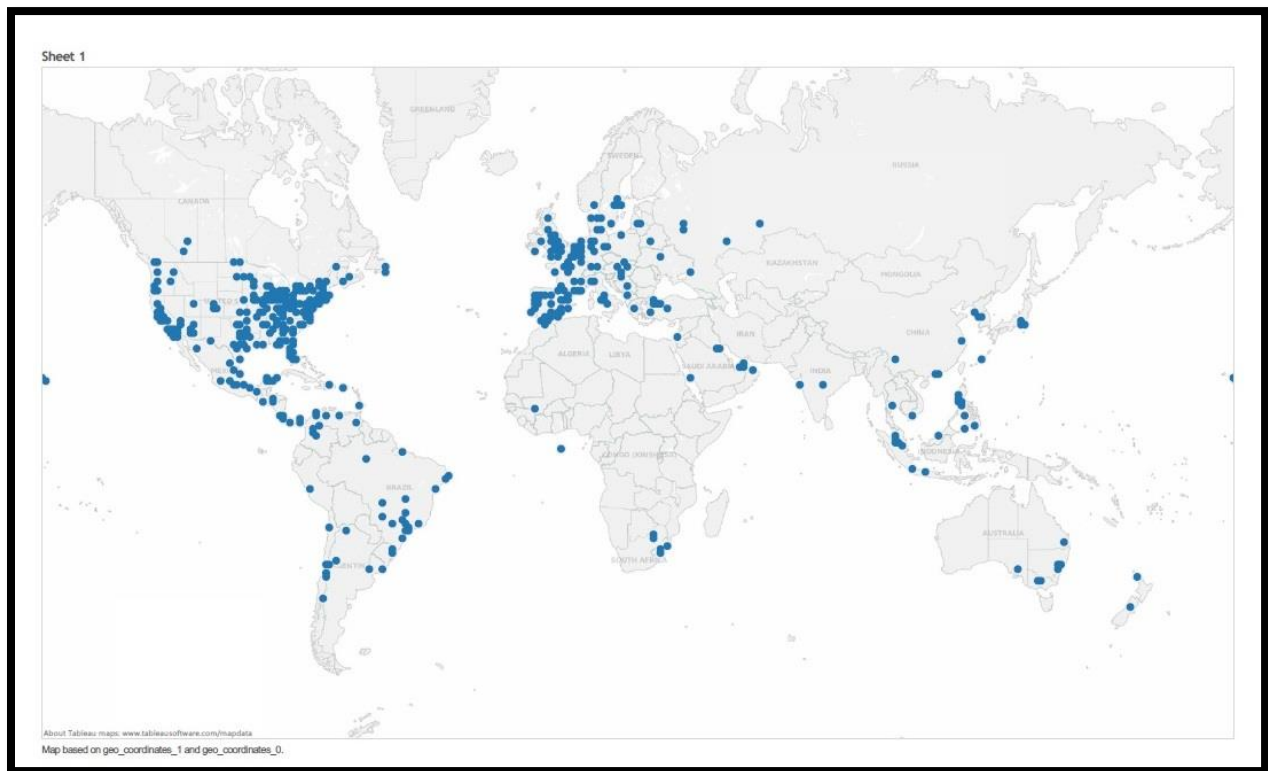 Sheet 1
GREENLAND
SWEDEN
RUSSIA
CANADA
KAZAKHSTAN
MONGOLIA
CHINA
IRAN
ALGERIA
LIBYA
SAUDI ARABIA
INDIA
CONGO (KINSHASA)
INDONESIA
BRAZIL
AUSTRALIA
SOUTH AFRICA
About Tableau maps: www.tableausoftware.com/mapdata
Map based on geo_coordinates_1 and geo_coordinates_0.